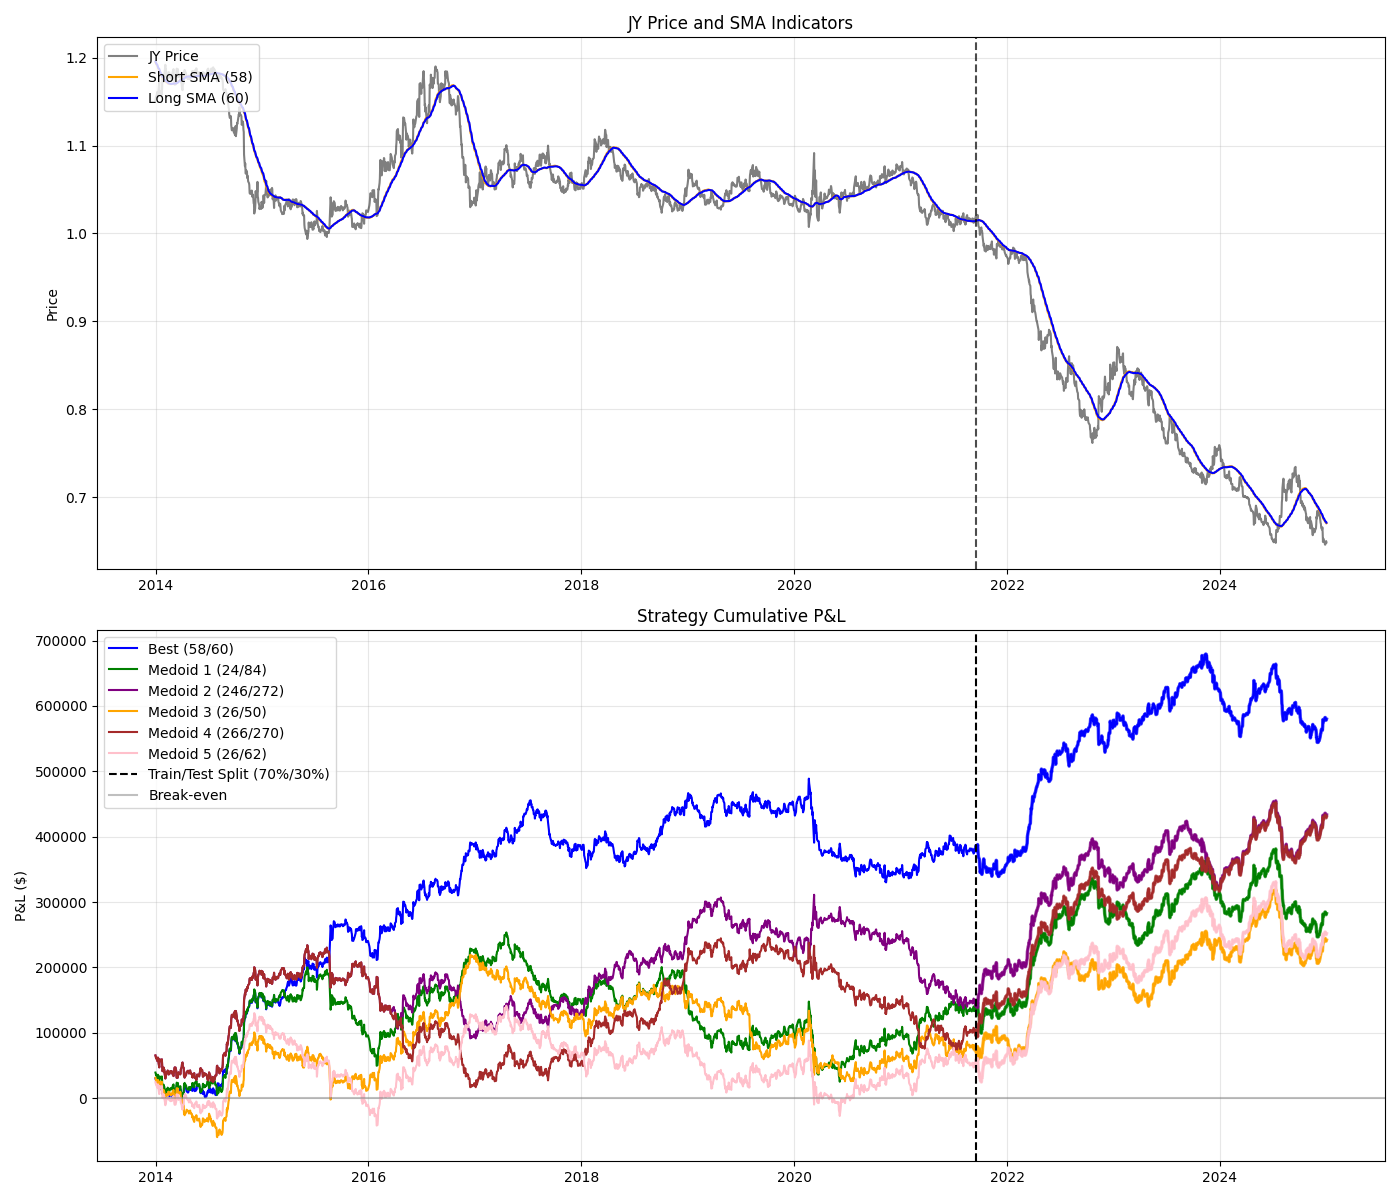 JY Price and SMA Indicators
JY Price
Short SMA (58)
Long SMA (60)
Price
1.2
1.1
1.0
0.9
0.8
0.7
2014
2016
2018
2020
2022
2024
Strategy Cumulative P&L
Best (58/60)
Medoid 1 (24/84)
Medoid 2 (246/272)
Medoid 3 (26/50)
Medoid 4 (266/270)
Medoid 5 (26/62)
Train/Test Split (70%/30%)
Break-even
P&L ($)
700000
600000
500000
400000
300000
200000
100000
0
2014
2016
2018
2020
2022
2024